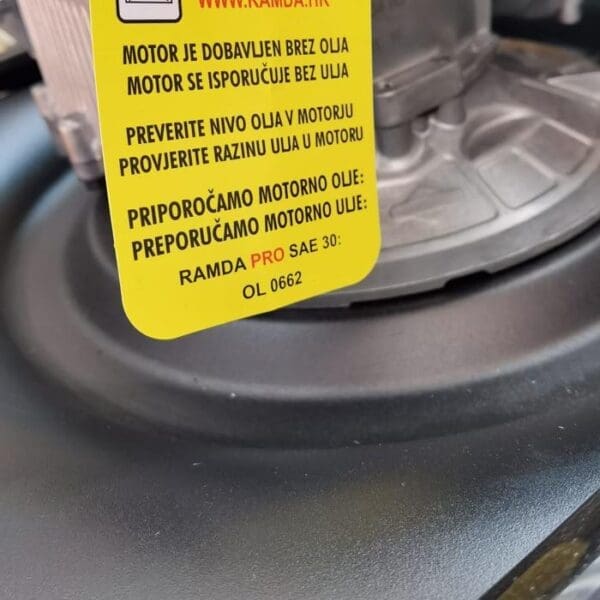 WWW.RAMDA.HR
MOTOR JE DOBAVLJEN BREZ OLJA
MOTOR SE ISPORUČUJE BEZ ULJA
PREVERITE NIVO OLJA V MOTORJU
PROVJERITE RAZINU ULJA U MOTORU
PRIPOROČAMO MOTORNO OLJE:
PREPORUČAMO MOTORNO ULJE:
RAMDA PRO SAE 30:
OL 0662